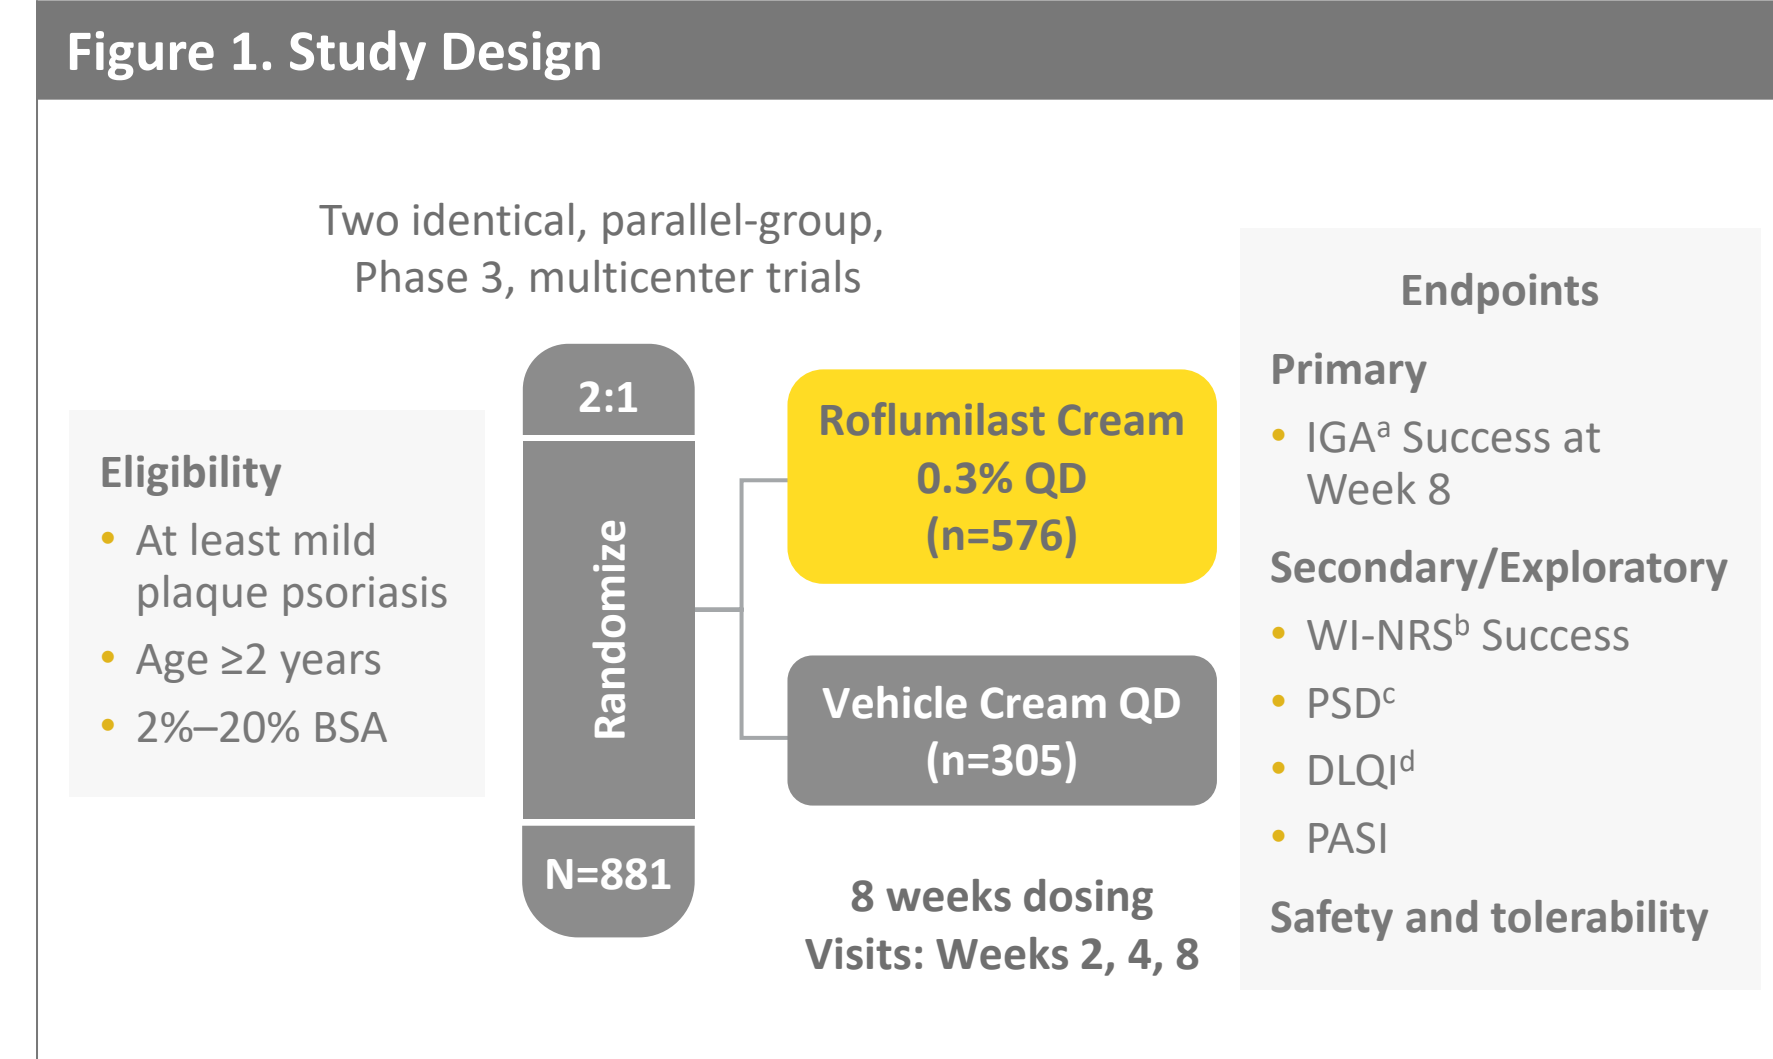 Figure 1. Study Design
Two identical, parallel-group,
Phase 3, multicenter trials
Eligibility
• At least mild
plaque psoriasis
• Age ≥2 years
• 2%–20% BSA
2:1
Randomize
N=881
Roflumilast Cream
0.3% QD
(n=576)
Vehicle Cream QD
(n=305)
8 weeks dosing
Visits: Weeks 2, 4, 8
Endpoints
Primary
• IGAᵃ Success at
Week 8
Secondary/Exploratory
• WI-NRSᵇ Success
• PSDᶜ
• DLQIᵈ
• PASI
Safety and tolerability